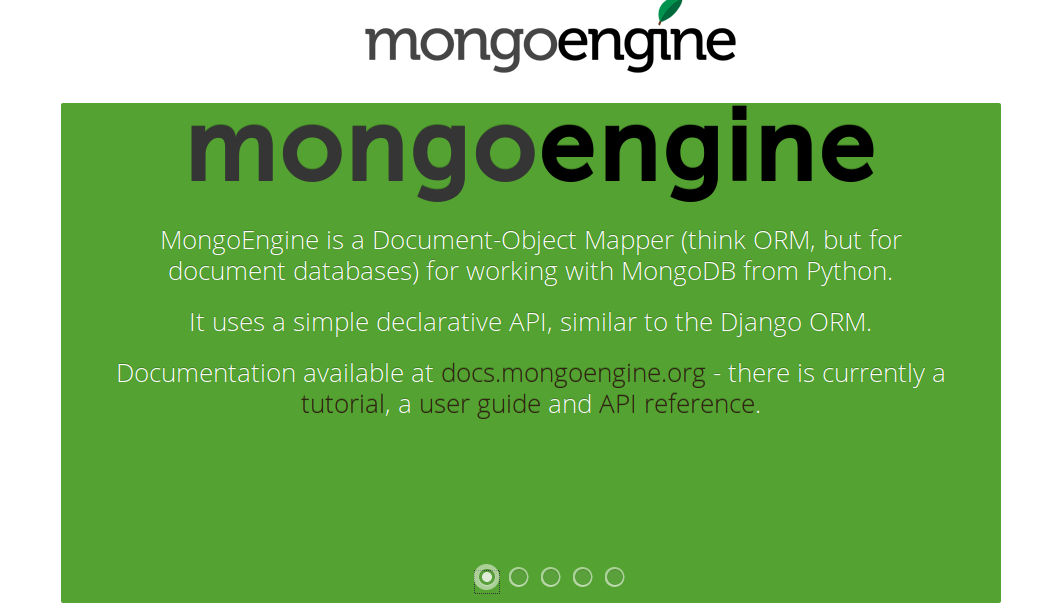 mongoengine
mongoengine
MongoEngine is a Document-Object Mapper (think ORM, but for
document databases) for working with MongoDB from Python.
It uses a simple declarative API, similar to the Django ORM.
Documentation available at docs.mongoengine.org - there is currently a
tutorial, a user guide and API reference.